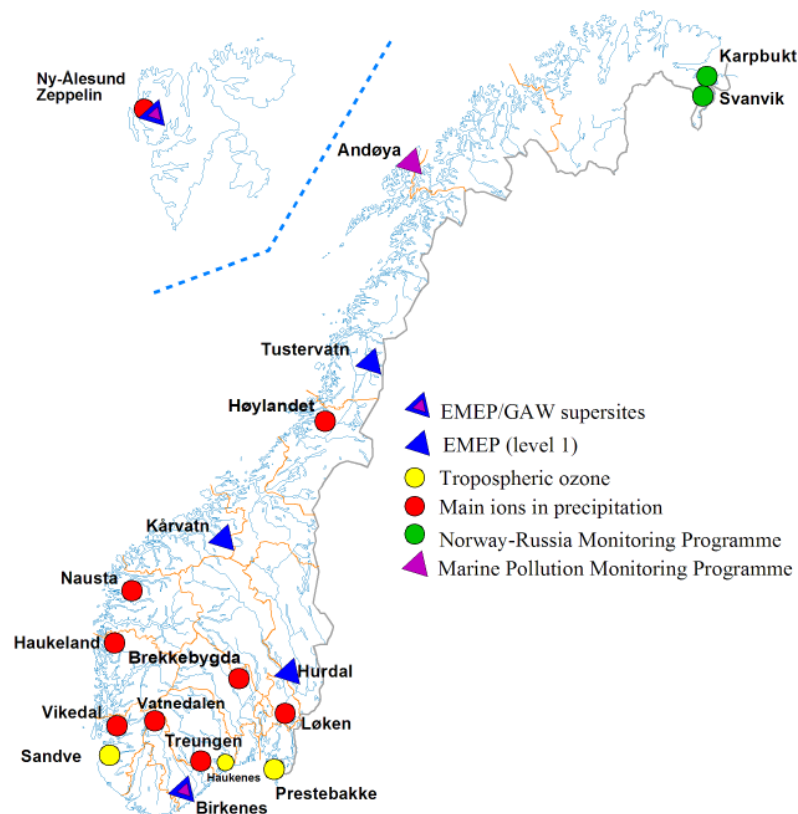 Karpbukt
Ny-Ålesund
Zeppelin
Svanvik
Andøya
Tustervatn
Høylandet
EMEP/GAW supersites
EMEP (level 1)
Tropospheric ozone
Main ions in precipitation
Norway-Russia Monitoring Programme
Marine Pollution Monitoring Programme
Kårvatn
Nausta
Haukeland
Brekkebygda
Hurdal
Vatnedalen
Vikedal
Løken
Treungen
Sandve
Haukenes
Prestebakke
Birkenes